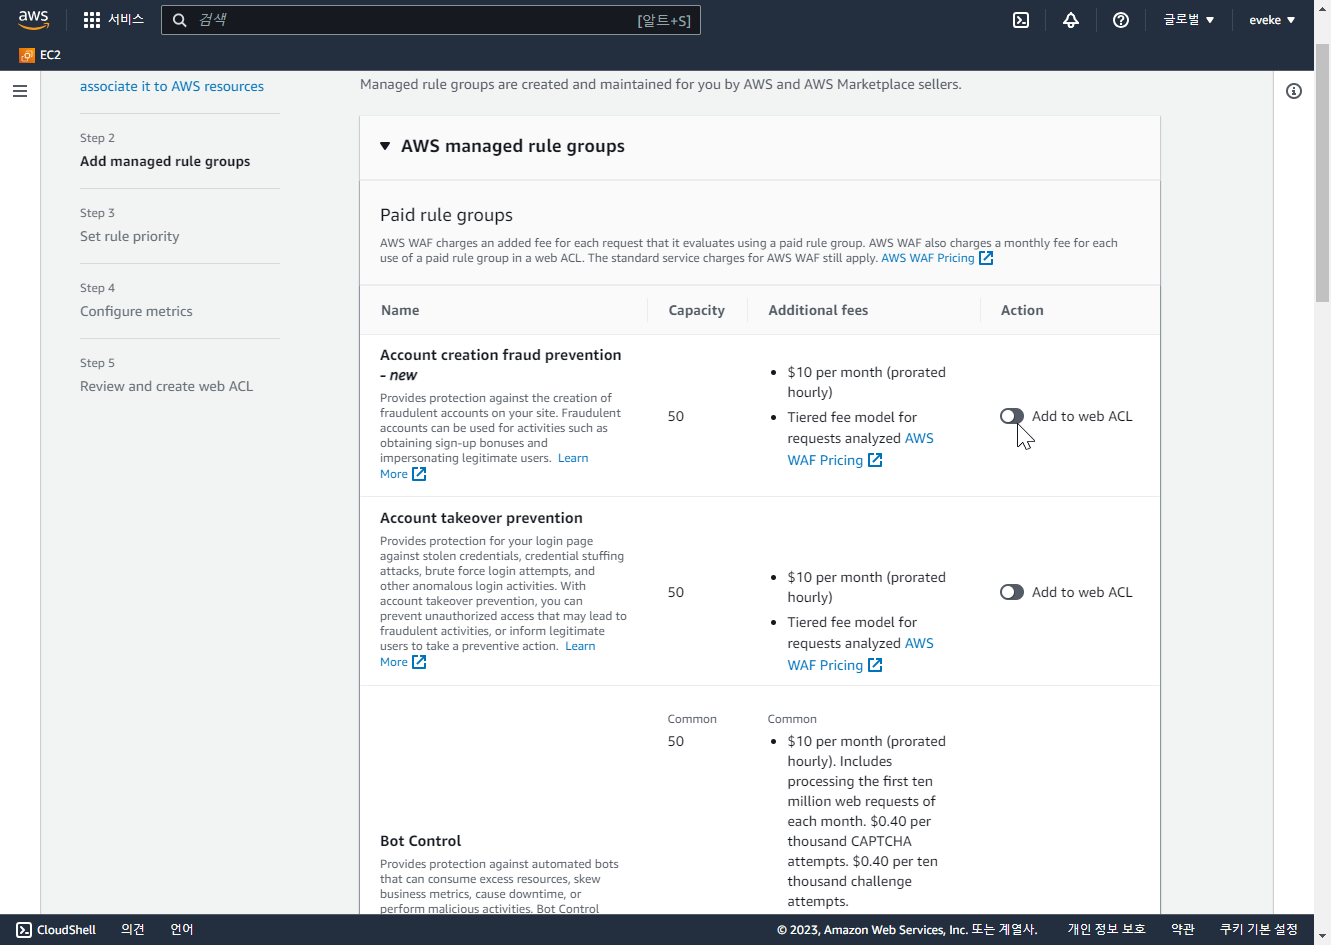 aws
서비스
검색
[알트+S]
글로벌
eveke
EC2
associate it to AWS resources
Step 2
Add managed rule groups
Step 3
Set rule priority
Step 4
Configure metrics
Step 5
Review and create web ACL
Managed rule groups are created and maintained for you by AWS and AWS Marketplace sellers.
AWS managed rule groups
Paid rule groups
AWS WAF charges an added fee for each request that it evaluates using a paid rule group. AWS WAF also charges a monthly fee for each
use of a paid rule group in a web ACL. The standard service charges for AWS WAF still apply. AWS WAF Pricing
Name
Capacity
Additional fees
Action
Account creation fraud prevention
- new
Provides protection against the creation of
fraudulent accounts on your site. Fraudulent
accounts can be used for activities such as
obtaining sign-up bonuses and
impersonating legitimate users. Learn
More
50
• $10 per month (prorated
hourly)
• Tiered fee model for
requests analyzed AWS
WAF Pricing
Add to web ACL
Account takeover prevention
Provides protection for your login page
against stolen credentials, credential stuffing
attacks, brute force login attempts, and
other anomalous login activities. With
account takeover prevention, you can
prevent unauthorized access that may lead to
fraudulent activities, or inform legitimate
users to take a preventive action. Learn
More
50
• $10 per month (prorated
hourly)
• Tiered fee model for
requests analyzed AWS
WAF Pricing
Add to web ACL
Bot Control
Provides protection against automated bots
that can consume excess resources, skew
business metrics, cause downtime, or
perform malicious activities. Bot Control
Common
50
Common
• $10 per month (prorated
hourly). Includes
processing the first ten
million web requests of
each month. $0.40 per
thousand CAPTCHA
attempts. $0.40 per ten
thousand challenge
attempts.
CloudShell
의견
언어
© 2023, Amazon Web Services, Inc. 또는 계열사.
개인 정보 보호
약관
쿠키 기본 설정